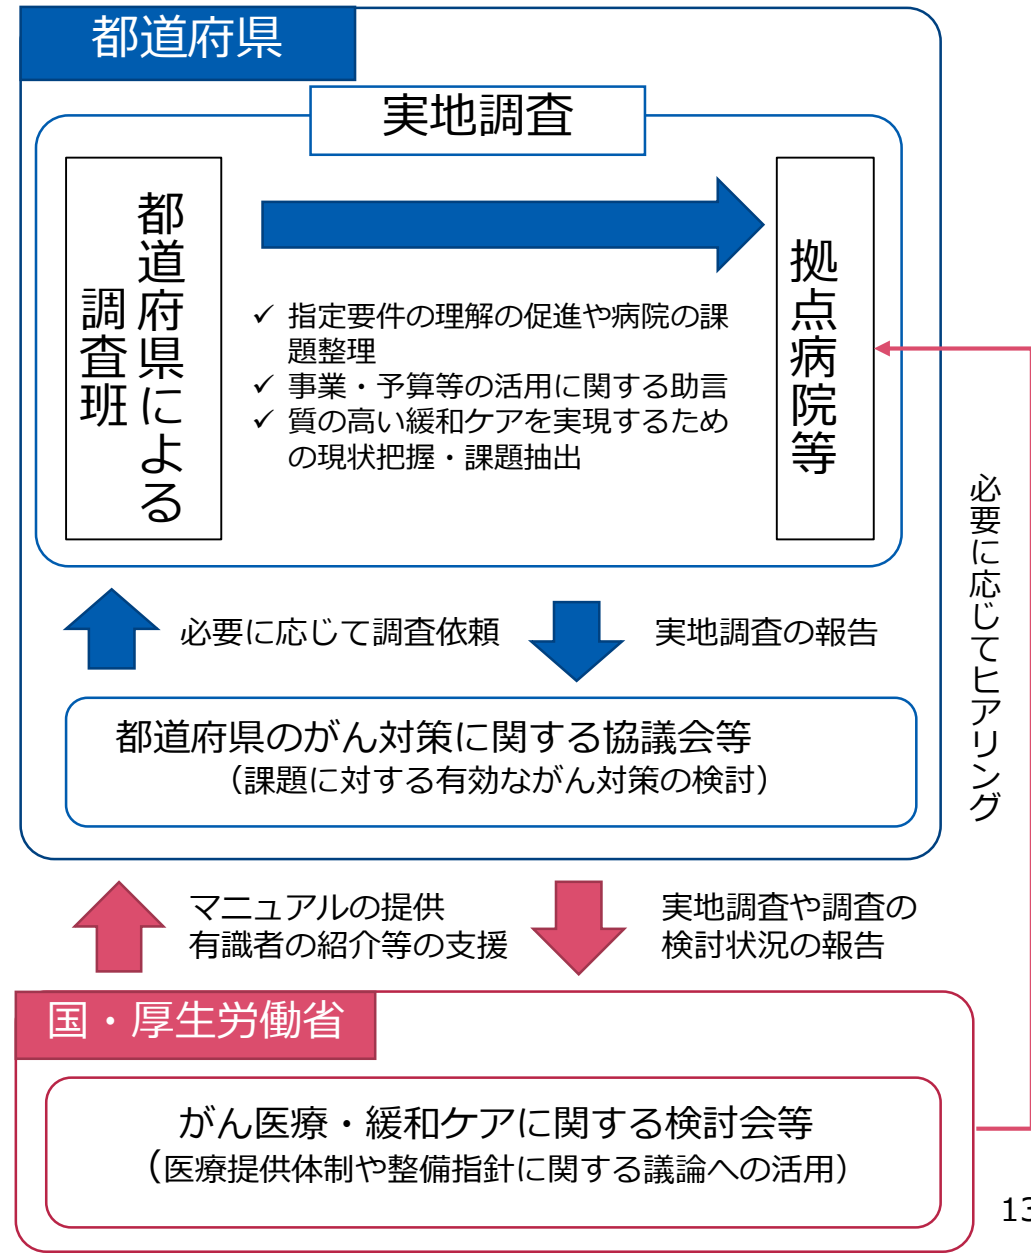 都道府県
実地調査
都道府県による
調査班
✓ 指定要件の理解の促進や病院の課
題整理
✓ 事業・予算等の活用に関する助言
✓ 質の高い緩和ケアを実現するため
の現状把握・課題抽出
拠点病院等
必要に応じてヒアリング
必要に応じて調査依頼
実地調査の報告
都道府県のがん対策に関する協議会等
（課題に対する有効ながん対策の検討）
マニュアルの提供
有識者の紹介等の支援
実地調査や調査の
検討状況の報告
国・厚生労働省
がん医療・緩和ケアに関する検討会等
（医療提供体制や整備指針に関する議論への活用）
13